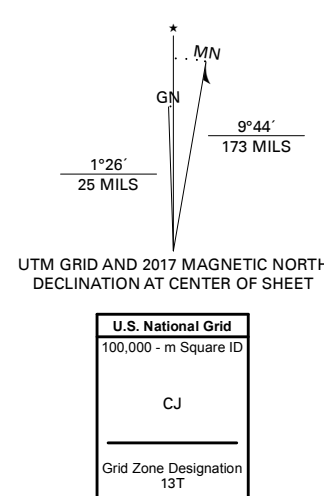 ★
MN
GN
9°44´
173 MILS
1°26´
25 MILS
UTM GRID AND 2017 MAGNETIC NORTH
DECLINATION AT CENTER OF SHEET
U.S. National Grid
100,000 - m Square ID
CJ
Grid Zone Designation
13T